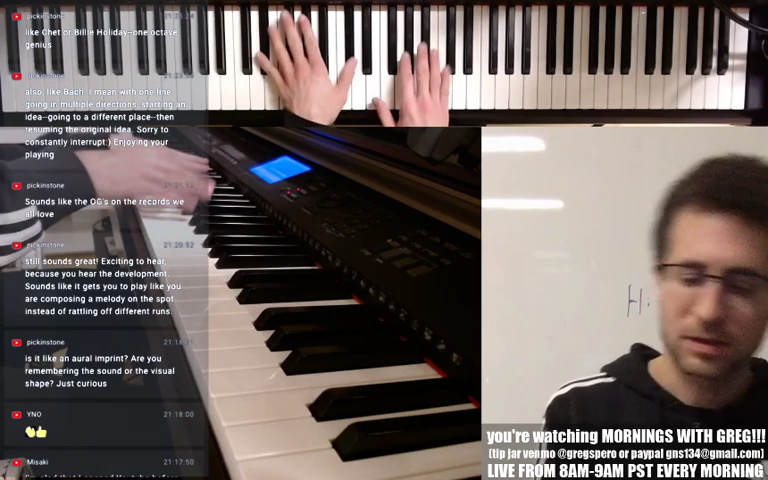 pickinstone
like Chet or Billie Holiday--one octave
genius
pickinstone
also, like Bach. I mean with one line
going in multiple directions. starting an
idea--going to a different place--then
resuming the original idea. Sorry to
constantly interrupt:) Enjoying your
playing
pickinstone
Sounds like the OG's on the records we
all love
pickinstone 21:20:52
still sounds great! Exciting to hear,
because you hear the development.
Sounds like it gets you to play like you
are composing a melody on the spot
instead of rattling off different runs.
pickinstone
is it like an aural imprint? Are you
remembering the sound or the visual
shape? Just curious
YNO 21:18:00
Misaki 21:17:50
Hi
you're watching MORNINGS WITH GREG!!!
(tip jar venmo @gregspero or paypal gns134@gmail.com)
LIVE FROM 8AM-9AM PST EVERY MORNING